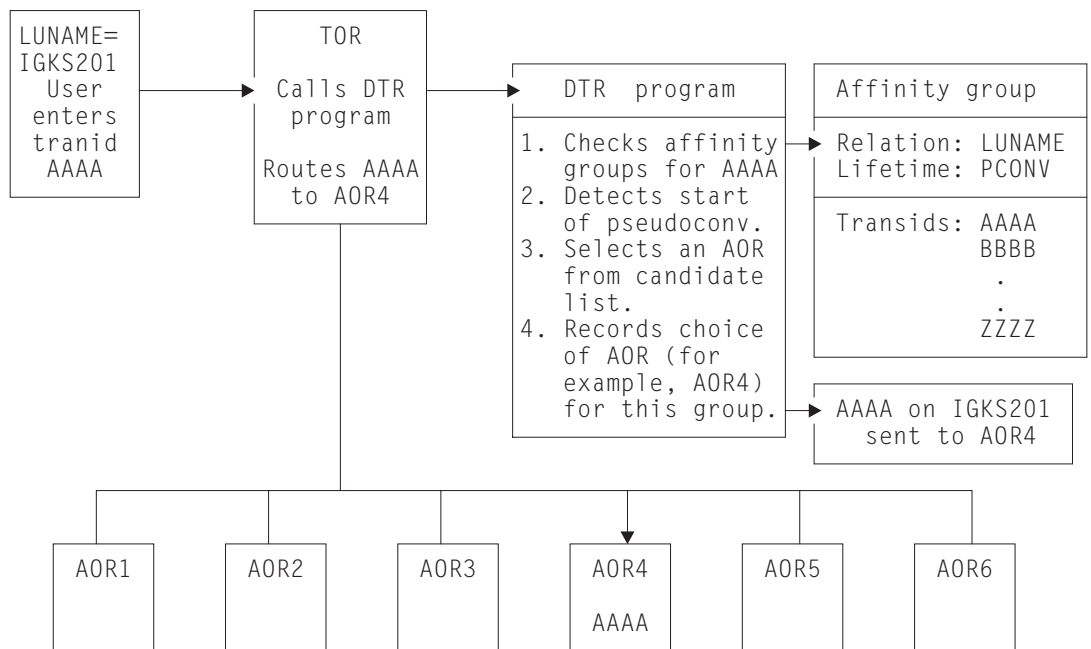 LUNAME=
IGKS201
User
enters
tranid
AAAA
TOR
Calls DTR
program
Routes AAAA
to AOR4
DTR program
1. Checks affinity
groups for AAAA
2. Detects start
of pseudoconv.
3. Selects an AOR
from candidate
list.
4. Records choice
of AOR (for
example, AOR4)
for this group.
Affinity group
Relation: LUNAME
Lifetime: PCONV
Transids: AAAA
BBBB
.
.
ZZZZ
AAAA on IGKS201
sent to AOR4
AOR1
AOR2
AOR3
AOR4
AAAA
AOR5
AOR6